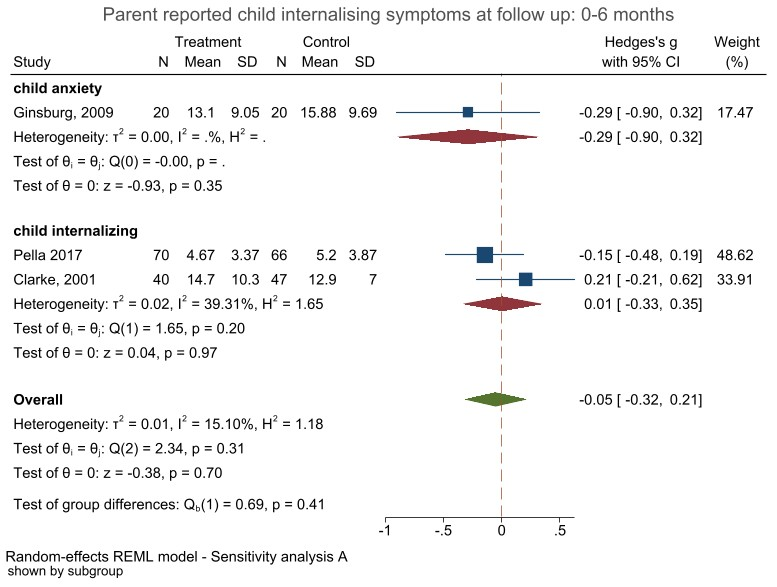 Parent reported child internalising symptoms at follow up: 0-6 months
Treatment Control Hedges's g Weight
Study N Mean SD N Mean SD with 95% CI (%)
child anxiety
Ginsburg, 2009 20 13.1 9.05 20 15.88 9.69 -0.29 [ -0.90, 0.32] 17.47
Heterogeneity: τ² = 0.00, I² = .%, H² = . -0.29 [ -0.90, 0.32]
Test of θᵢ = θⱼ: Q(0) = -0.00, p = .
Test of θ = 0: z = -0.93, p = 0.35
child internalizing
Pella 2017 70 4.67 3.37 66 5.2 3.87 -0.15 [ -0.48, 0.19] 48.62
Clarke, 2001 40 14.7 10.3 47 12.9 7 0.21 [ -0.21, 0.62] 33.91
Heterogeneity: τ² = 0.02, I² = 39.31%, H² = 1.65 0.01 [ -0.33, 0.35]
Test of θᵢ = θⱼ: Q(1) = 1.65, p = 0.20
Test of θ = 0: z = 0.04, p = 0.97
Overall -0.05 [ -0.32, 0.21]
Heterogeneity: τ² = 0.01, I² = 15.10%, H² = 1.18
Test of θᵢ = θⱼ: Q(2) = 2.34, p = 0.31
Test of θ = 0: z = -0.38, p = 0.70
Test of group differences: Q_b(1) = 0.69, p = 0.41
-1 -.5 0 .5
Random-effects REML model - Sensitivity analysis A
shown by subgroup